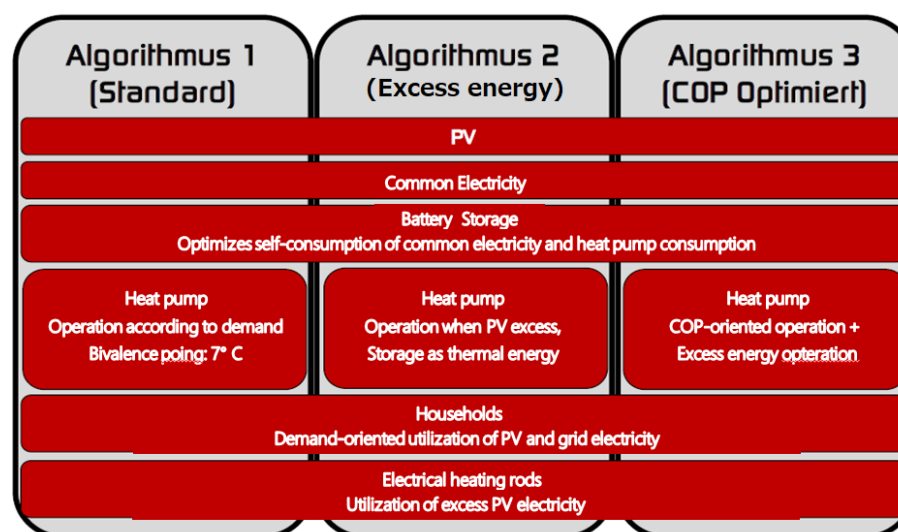 Algorithmus 1
(Standard)
Algorithmus 2
(Excess energy)
Algorithmus 3
(COP Optimiert)
PV
Common Electricity
Battery Storage
Optimizes self-consumption of common electricity and heat pump consumption
Heat pump
Operation according to demand
Bivalence poing: 7° C
Heat pump
Operation when PV excess,
Storage as thermal energy
Heat pump
COP-oriented operation +
Excess energy opteration
Households
Demand-oriented utilization of PV and grid electricity
Electrical heating rods
Utilization of excess PV electricity